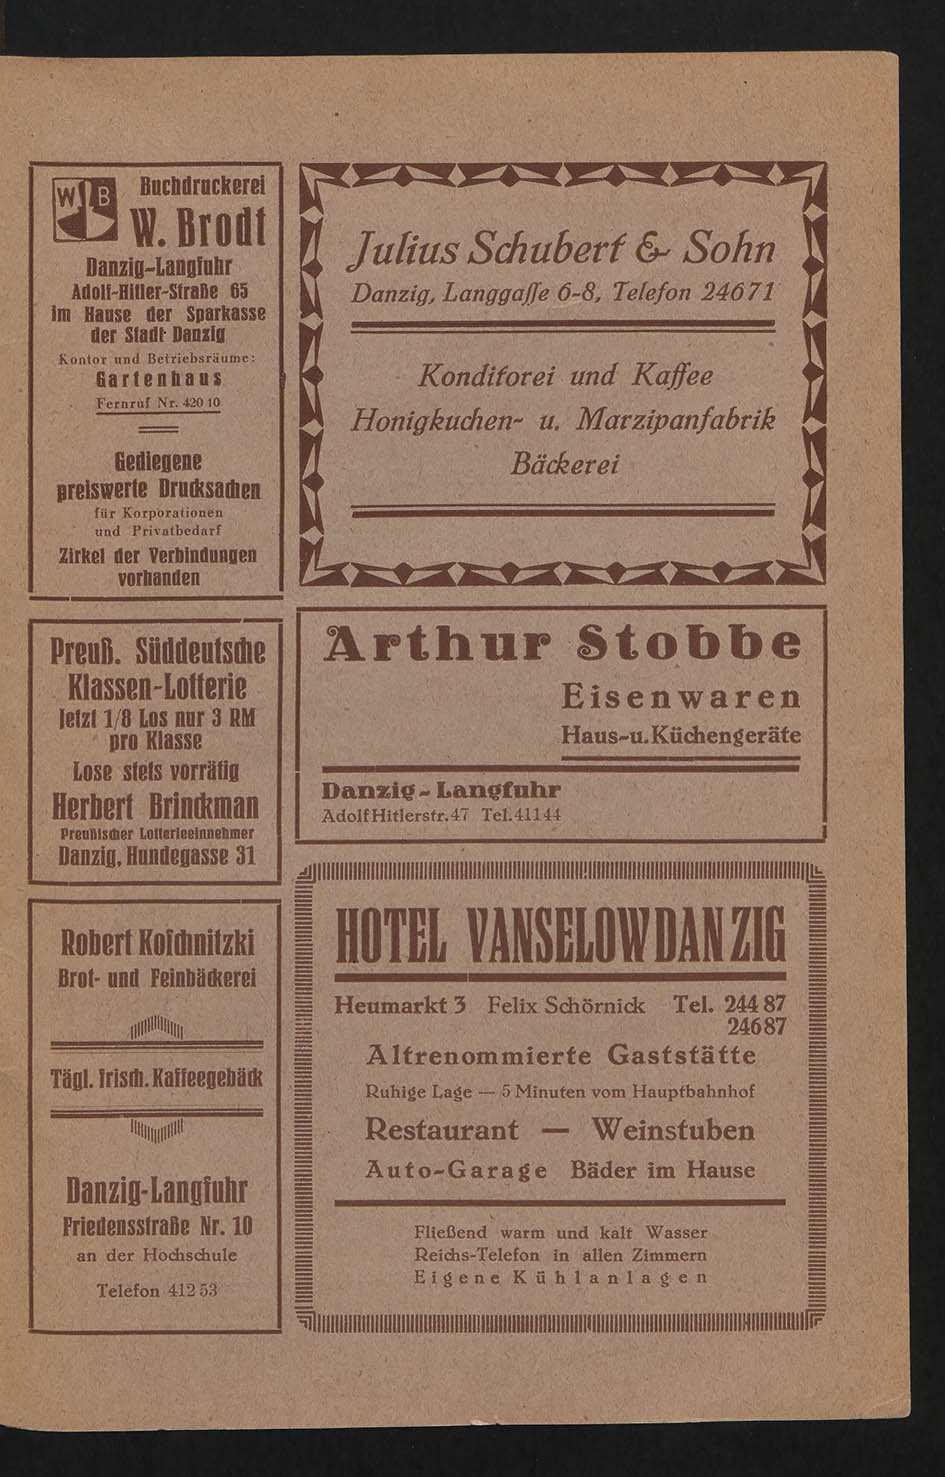 W. B
Buchdruckerei
W. Brodt
Danzig-Langfuhr
Adolf-Hitler-Straße 65
im Hause der Sparkasse
der Stadt Danzig
Kontor und Betriebsräume:
Gartenhaus
Fernruf Nr. 420 10
Gediegene
preiswerte Drucksachen
für Korporationen
und Privatbedarf
Zirkel der Verbindungen
vorhanden
Preuß. Süddeutsche
Klassen-Lotterie
Jetzt 1/8 Los nur 3 RM
pro Klasse
Lose stets vorrätig
Herbert Brinckman
Preußischer Lotterieeinnehmer
Danzig, Hundegasse 31
Robert Koschnitzki
Brot- und Feinbäckerei
Tägl. frisch. Kaffeegebäck
Danzig-Langfuhr
Friedensstraße Nr. 10
an der Hochschule
Telefon 412 53
Julius Schubert & Sohn
Danzig, Langgasse 6-8, Telefon 24671
Konditorei und Kaffee
Honigkuchen- u. Marzipanfabrik
Bäckerei
Arthur Stobbe
Eisenwaren
Haus-u. Küchengeräte
Danzig-Langfuhr
Adolf Hitlerstr. 47 Tel. 41144
HOTEL VANSELOW DANZIG
Heumarkt 3 Felix Schörnick Tel. 244 87
24687
Altrenommierte Gaststätte
Ruhige Lage — 5 Minuten vom Hauptbahnhof
Restaurant — Weinstuben
Auto-Garage Bäder im Hause
Fließend warm und kalt Wasser
Reichs-Telefon in allen Zimmern
Eigene Kühlanlagen